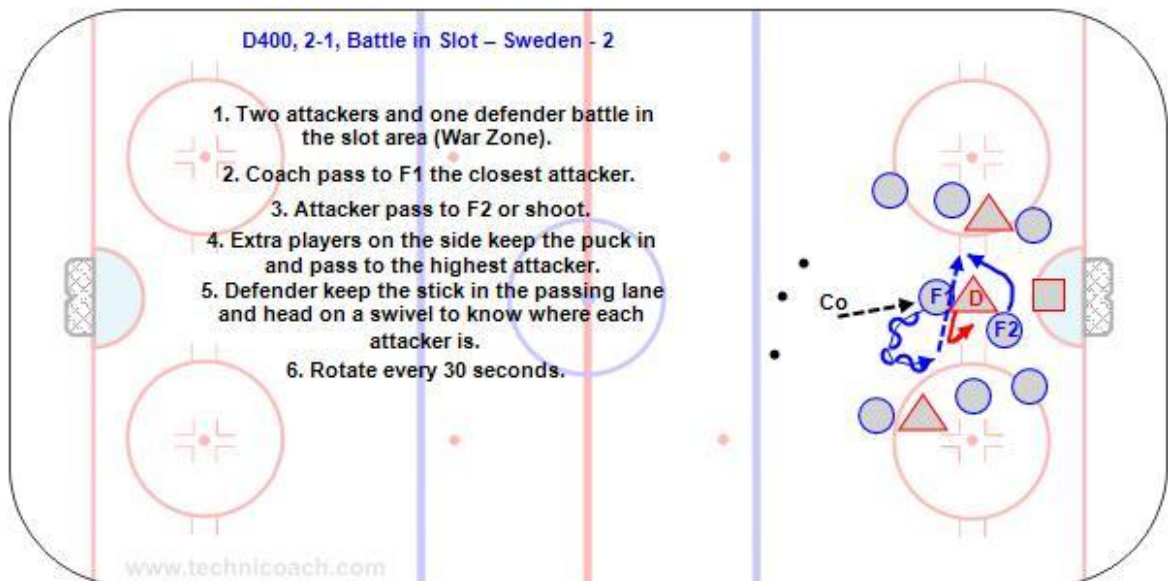 D400, 2-1, Battle in Slot – Sweden - 2
1. Two attackers and one defender battle in
the slot area (War Zone).
2. Coach pass to F1 the closest attacker.
3. Attacker pass to F2 or shoot.
4. Extra players on the side keep the puck in
and pass to the highest attacker.
5. Defender keep the stick in the passing lane
and head on a swivel to know where each
attacker is.
6. Rotate every 30 seconds.
Co
F1
D
F2
www.technicoach.com